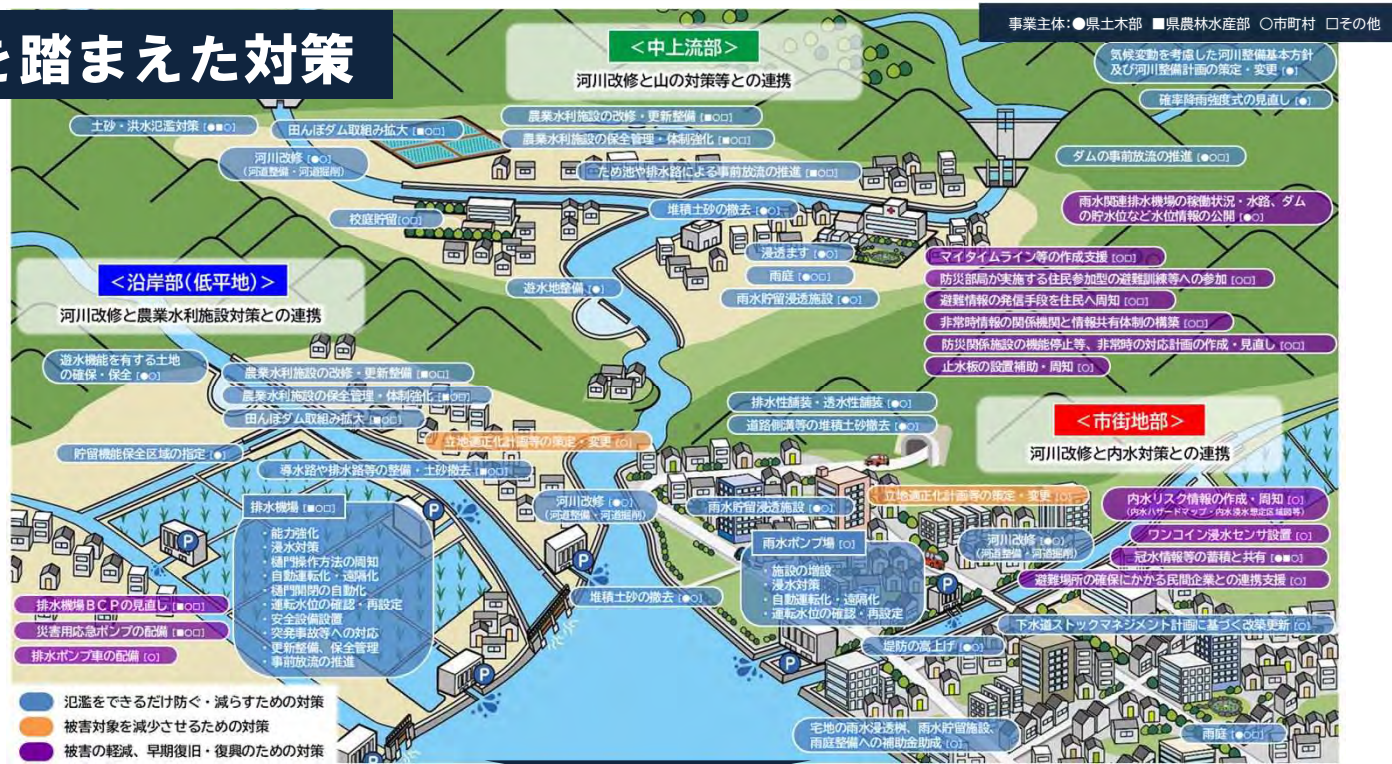 を踏まえた対策
事業主体:●県土木部 ■県農林水産部 ○市町村 □その他
<中上流部>
河川改修と山の対策等との連携
気候変動を考慮した河川整備基本方針
及び河川整備計画の策定・変更 [●]
確率降雨強度式の見直し [●]
土砂・洪水氾濫対策 [●■○]
田んぼダム取組み拡大 [■○□]
農業水利施設の改修・更新整備 [■○□]
農業水利施設の保全管理・体制強化 [■○□]
河川改修 [●○]
(河道整備・河道掘削)
ため池や排水路による事前放流の推進 [■○□]
ダムの事前放流の推進 [●○□]
校庭貯留 [○□]
堆積土砂の撤去 [●○]
雨水関連排水機場の稼働状況・水路、ダム
の貯水位など水位情報の公開 [●○]
浸透ます [●○]
雨庭 [●○□]
雨水貯留浸透施設 [●○]
遊水地整備 [●]
マイタイムライン等の作成支援 [○□]
防災部局が実施する住民参加型の避難訓練等への参加 [○□]
避難情報の発信手段を住民へ周知 [○□]
非常時情報の関係機関と情報共有体制の構築 [○□]
防災関係施設の機能停止等、非常時の対応計画の作成・見直し [○□]
止水板の設置補助・周知 [○]
<沿岸部(低平地)>
河川改修と農業水利施設対策との連携
遊水機能を有する土地
の確保・保全 [●○]
農業水利施設の改修・更新整備 [■○□]
農業水利施設の保全管理・体制強化 [■○□]
田んぼダム取組み拡大 [■○□]
立地適正化計画等の策定・変更 [○]
貯留機能保全区域の指定 [●]
導水路や排水路等の整備・土砂撤去 [■○□]
排水機場 [■○□]
・能力強化
・浸水対策
・樋門操作方法の周知
・自動運転化・遠隔化
・樋門開閉の自動化
・運転水位の確認・再設定
・安全設備設置
・突発事故等への対応
・更新整備、保全管理
・事前放流の推進
P
P
P
P
P
P
P
河川改修 [●○]
(河道整備・河道掘削)
堆積土砂の撤去 [●○]
排水機場BCPの見直し [■○□]
災害用応急ポンプの配備 [■○□]
排水ポンプ車の配備 [○]
排水性舗装・透水性舗装 [●○]
道路側溝等の堆積土砂撤去 [●○]
<市街地部>
河川改修と内水対策との連携
雨水貯留浸透施設 [●○]
立地適正化計画等の策定・変更 [○]
雨水ポンプ場 [○]
・施設の増設
・浸水対策
・自動運転化・遠隔化
・運転水位の確認・再設定
河川改修 [●○]
(河道整備・河道掘削)
内水リスク情報の作成・周知 [○]
(内水ハザードマップ・内水浸水想定区域図等)
ワンコイン浸水センサ設置 [○]
冠水情報等の蓄積と共有 [●■○]
避難場所の確保にかかる民間企業との連携支援 [○]
下水道ストックマネジメント計画に基づく改築更新 [○]
堤防の嵩上げ [●○]
宅地の雨水浸透桝、雨水貯留施設、
雨庭整備への補助金助成 [○]
雨庭 [●○□]
氾濫をできるだけ防ぐ・減らすための対策
被害対象を減少させるための対策
被害の軽減、早期復旧・復興のための対策